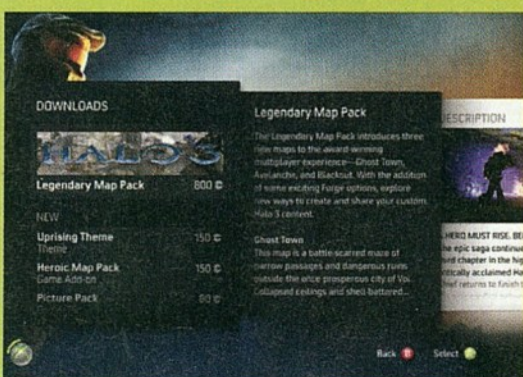 DOWNLOADS
HALO 3
Legendary Map Pack 800
NEW
Uprising Theme 150
Theme
Heroic Map Pack 150
Game Add-on
Picture Pack 80
Legendary Map Pack
The Legendary Map Pack introduces three
new maps to the award-winning
multiplayer experience—Ghost Town,
Avalanche, and Blackout. With the addition
of some exciting Forge options, explore
new ways to create and share your custom
Halo 3 content.
Ghost Town
This map is a battle-scarred maze of
narrow passages and dangerous ruins
outside the once prosperous city of Voi.
Collapsed ceilings and shell-battered...
DESCRIPTION
HERO MUST RISE. BE
he epic saga continue
ird chapter in the hig
ritically acclaimed Ha
hief returns to finish t
Back B
Select